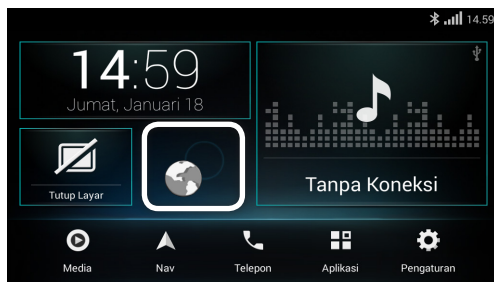 14.59
14:59
Jumat, Januari 18
Tutup Layar
Tanpa Koneksi
Media
Nav
Telepon
Aplikasi
Pengaturan